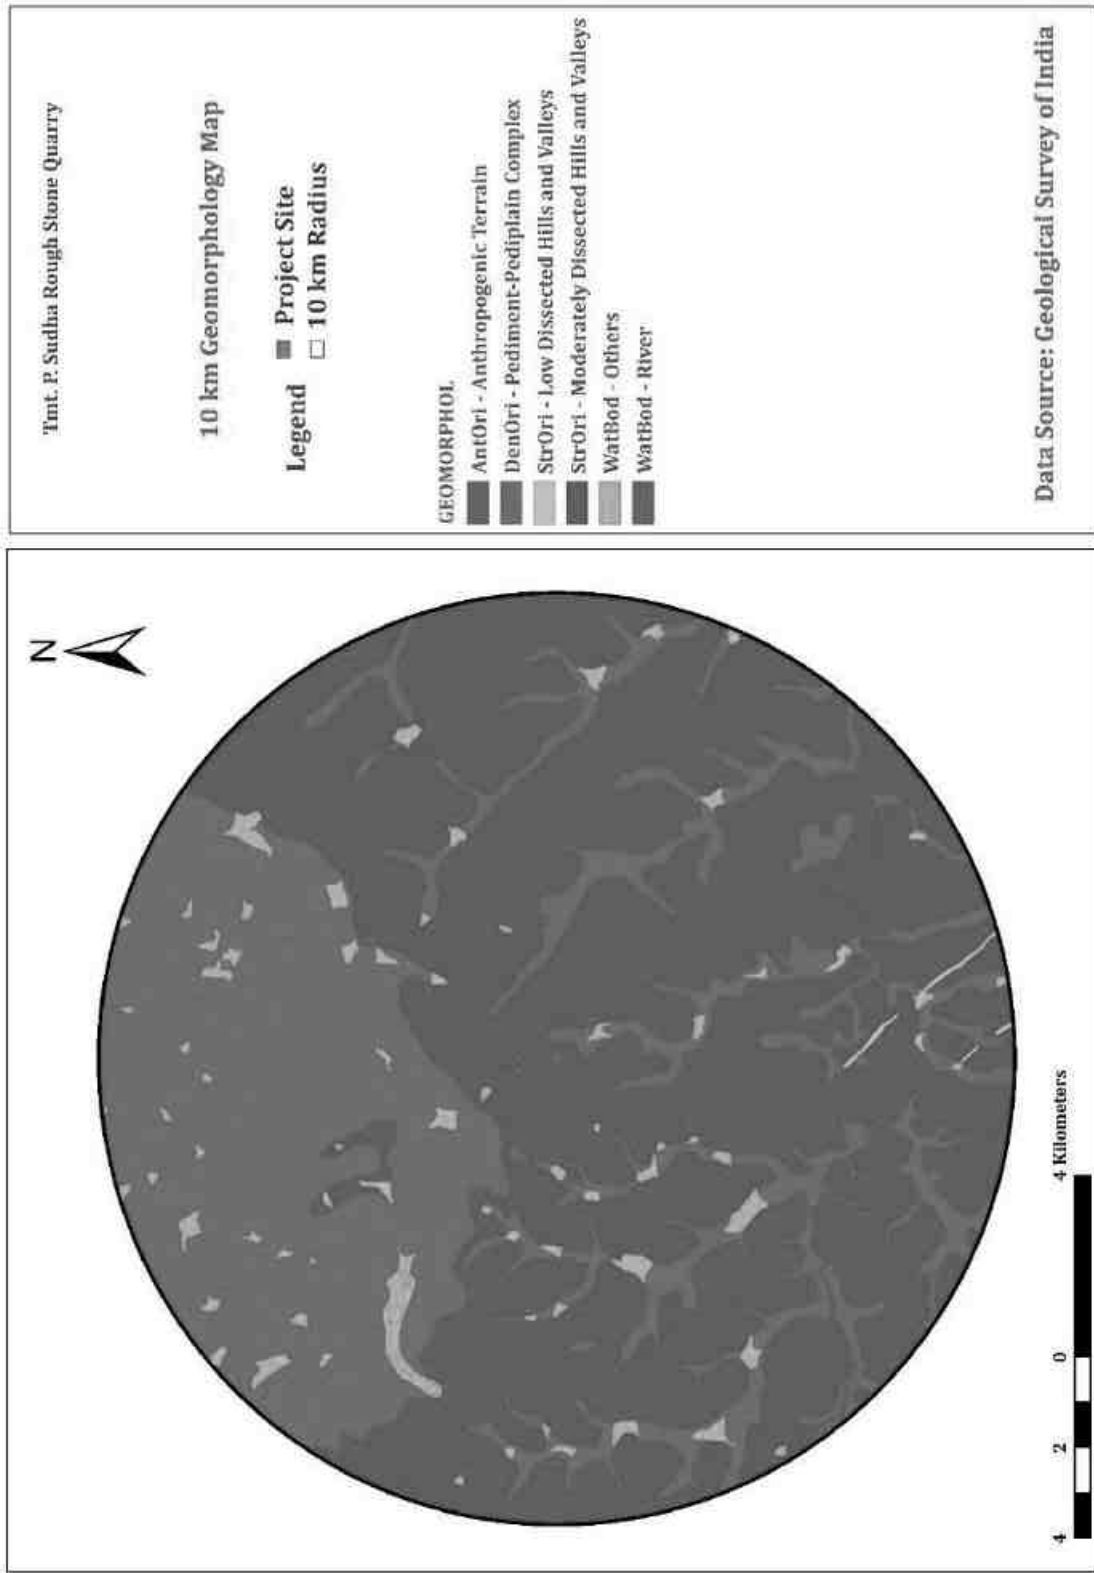 Tmt. P. Sudha Rough Stone Quarry
10 km Geomorphology Map
Legend
Project Site
10 km Radius
GEOMORPHOL
AntOri - Anthropogenic Terrain
DenOri - Pediment-Pediplain Complex
StrOri - Low Dissected Hills and Valleys
StrOri - Moderately Dissected Hills and Valleys
WatBod - Others
WatBod - River
Data Source: Geological Survey of India
N
4 2 0 4 Kilometers